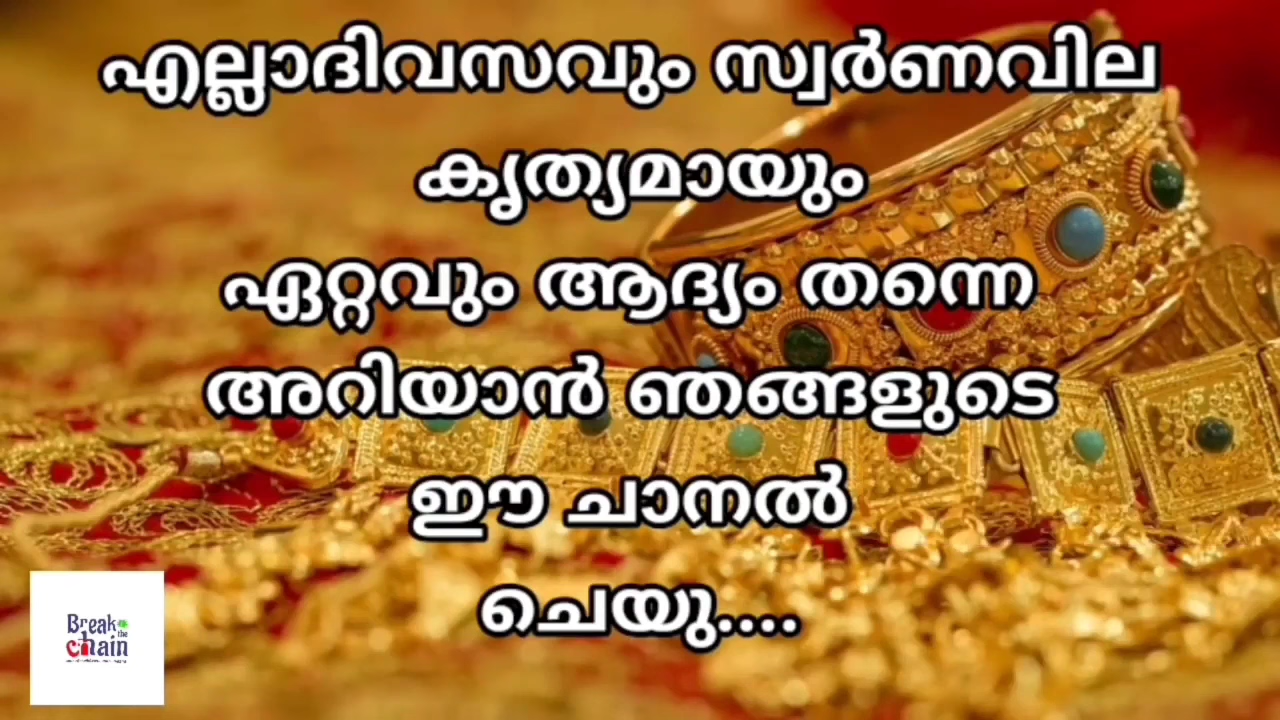 എല്ലാദിവസവും സ്വർണവില
കൃത്യമായും
ഏറ്റവും ആദ്യം തന്നെ
അറിയാൻ ഞങ്ങളുടെ
ഈ ചാനൽ
ചെയു....
Break
the
chain